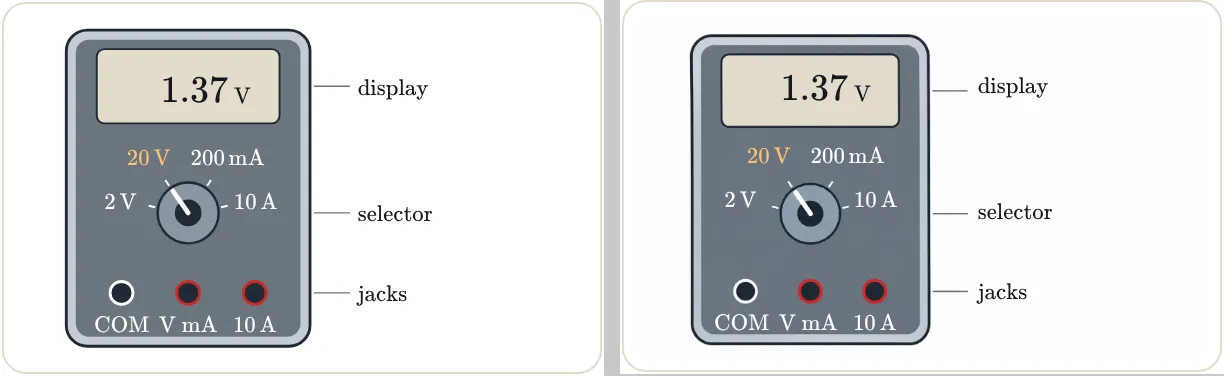 1.37 V
display
20 V 200 mA
2 V 10 A
selector
jacks
COM V mA 10 A
1.37 V
display
20 V 200 mA
2 V 10 A
selector
jacks
COM V mA 10 A